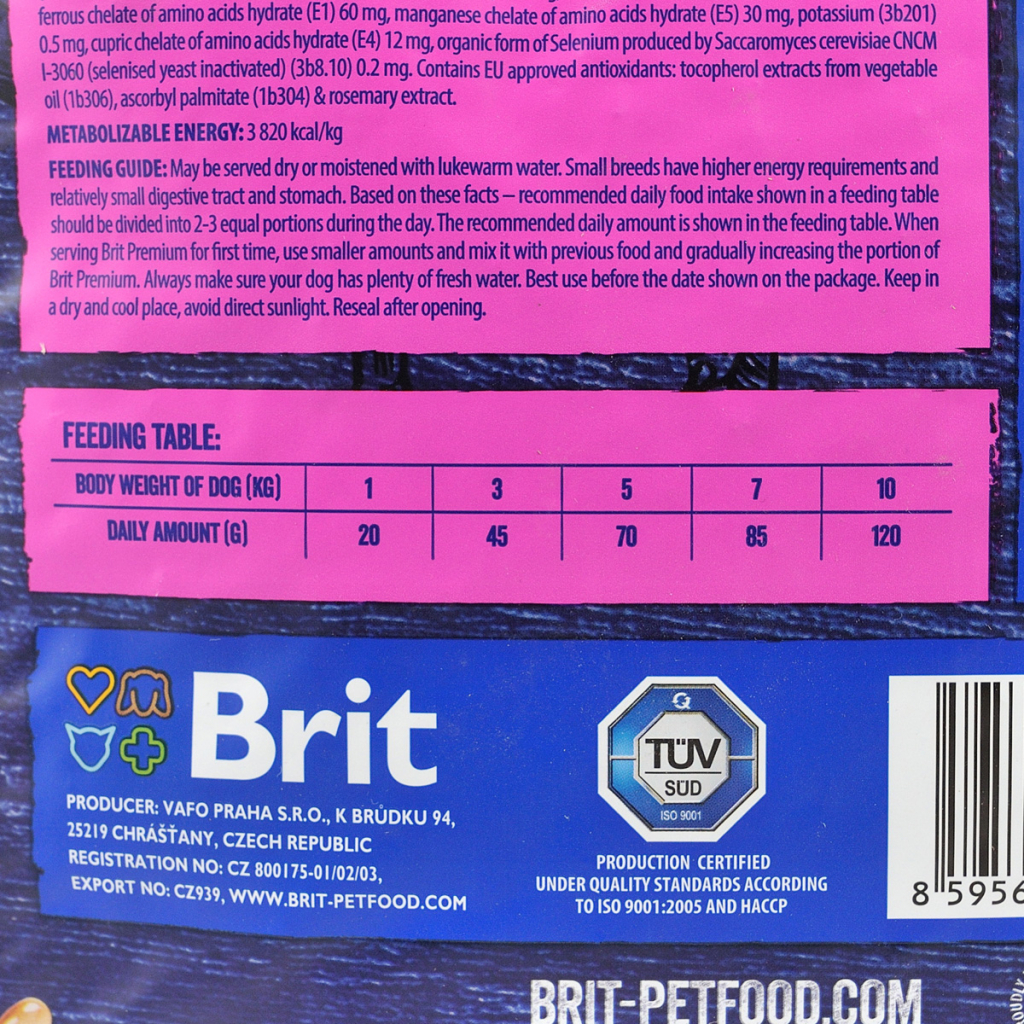 ferrous chelate of amino acids hydrate (E1) 60 mg, manganese chelate of amino acids hydrate (E5) 30 mg, potassium (3b201)
0.5 mg, cupric chelate of amino acids hydrate (E4) 12 mg, organic form of Selenium produced by Saccaromyces cerevisiae CNCM
I-3060 (selenised yeast inactivated) (3b8.10) 0.2 mg. Contains EU approved antioxidants: tocopherol extracts from vegetable
oil (1b306), ascorbyl palmitate (1b304) & rosemary extract.
METABOLIZABLE ENERGY: 3 820 kcal/kg
FEEDING GUIDE: May be served dry or moistened with lukewarm water. Small breeds have higher energy requirements and
relatively small digestive tract and stomach. Based on these facts – recommended daily food intake shown in a feeding table
should be divided into 2-3 equal portions during the day. The recommended daily amount is shown in the feeding table. When
serving Brit Premium for first time, use smaller amounts and mix it with previous food and gradually increasing the portion of
Brit Premium. Always make sure your dog has plenty of fresh water. Best use before the date shown on the package. Keep in
a dry and cool place, avoid direct sunlight. Reseal after opening.
FEEDING TABLE:
BODY WEIGHT OF DOG (KG) 1 3 5 7 10
DAILY AMOUNT (G) 20 45 70 85 120
Brit
PRODUCER: VAFO PRAHA S.R.O., K BRŮDKU 94,
25219 CHRÁŠŤANY, CZECH REPUBLIC
REGISTRATION NO: CZ 800175-01/02/03,
EXPORT NO: CZ939, WWW.BRIT-PETFOOD.COM
TÜV
SÜD
ISO 9001
PRODUCTION CERTIFIED
UNDER QUALITY STANDARDS ACCORDING
TO ISO 9001:2005 AND HACCP
8 5956
BRIT-PETFOOD.COM